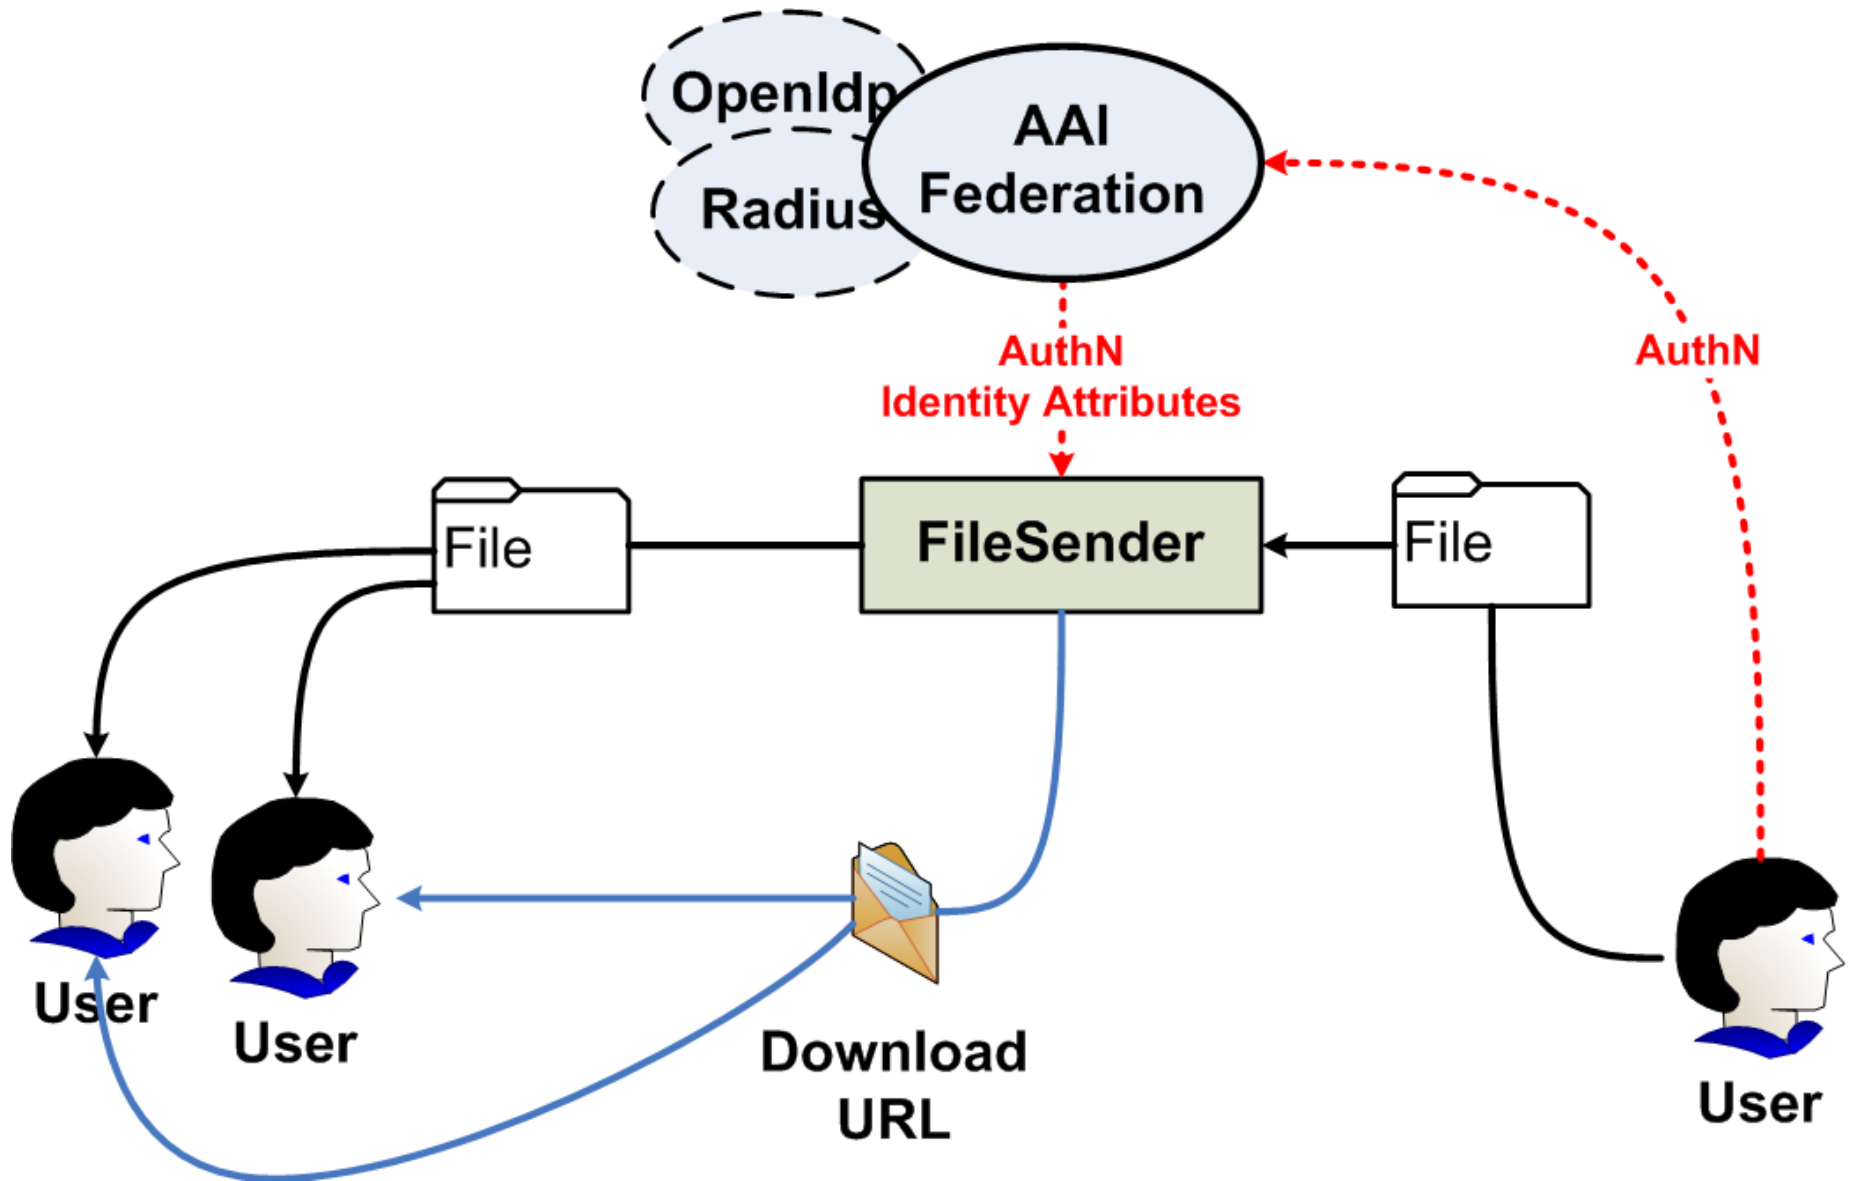 OpenIdp
AAI
Federation
Radius
AuthN
Identity Attributes
AuthN
File
FileSender
File
User
User
Download
URL
User